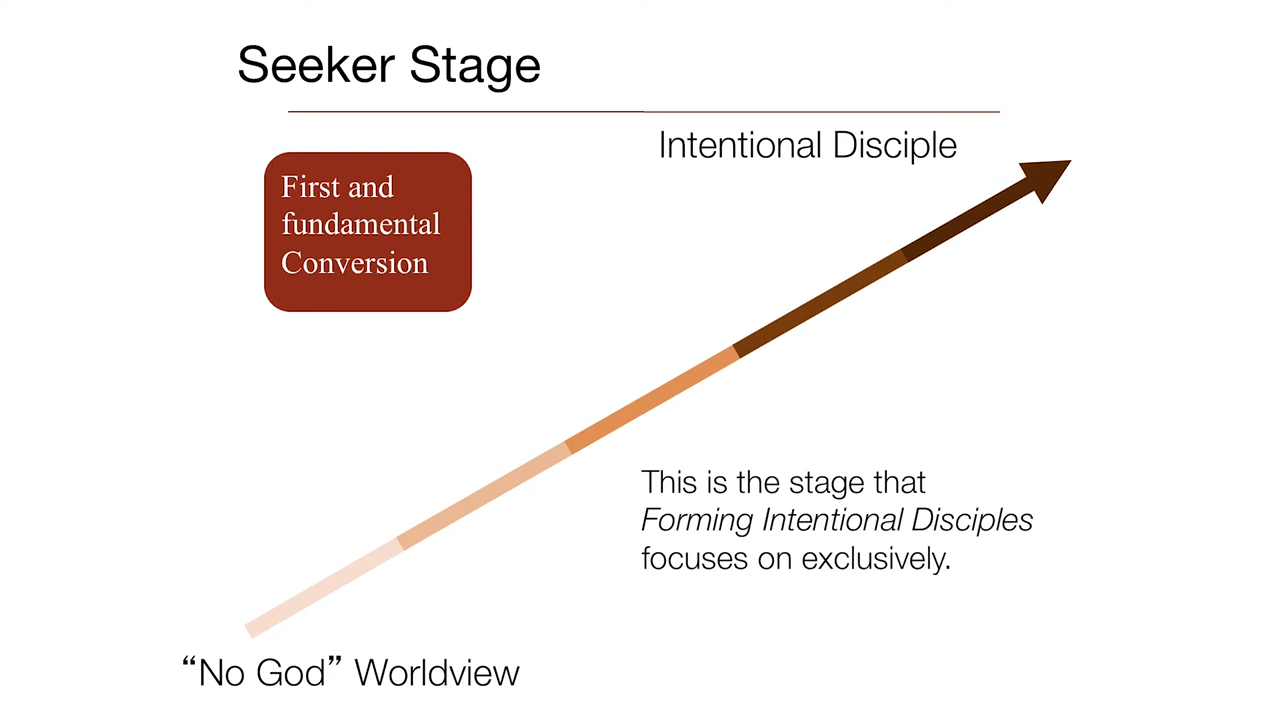 Seeker Stage
Intentional Disciple
First and
fundamental
Conversion
This is the stage that
Forming Intentional Disciples
focuses on exclusively.
“No God” Worldview